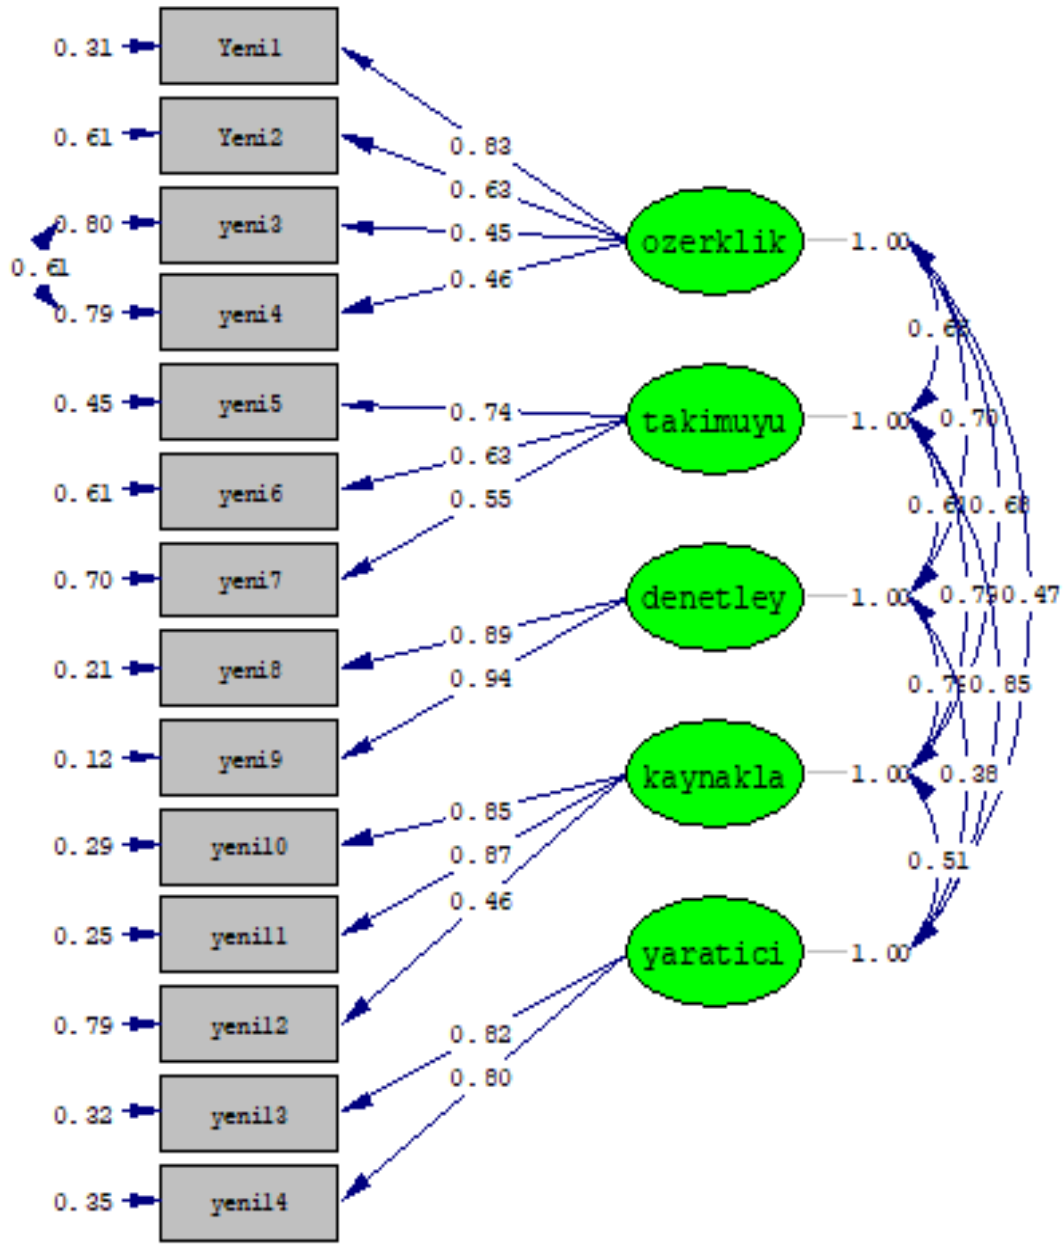 0.31 Yeni1
0.83
0.61 Yeni2
0.63
0.80 yeni3
0.45
ozerklik 1.00
0.61
0.46
0.79 yeni4
0.45 yeni5
0.74
takimuyu 1.00
0.70
0.63
0.61 yeni6
0.55
0.70 yeni7
denetley 1.00
0.47
0.89
0.21 yeni8
0.94
0.85
0.12 yeni9
kaynakla 1.00
0.38
0.85
0.29 yeni10
0.87
0.51
0.46
0.25 yeni11
yaratici 1.00
0.79 yeni12
0.82
0.80
0.32 yeni13
0.35 yeni14